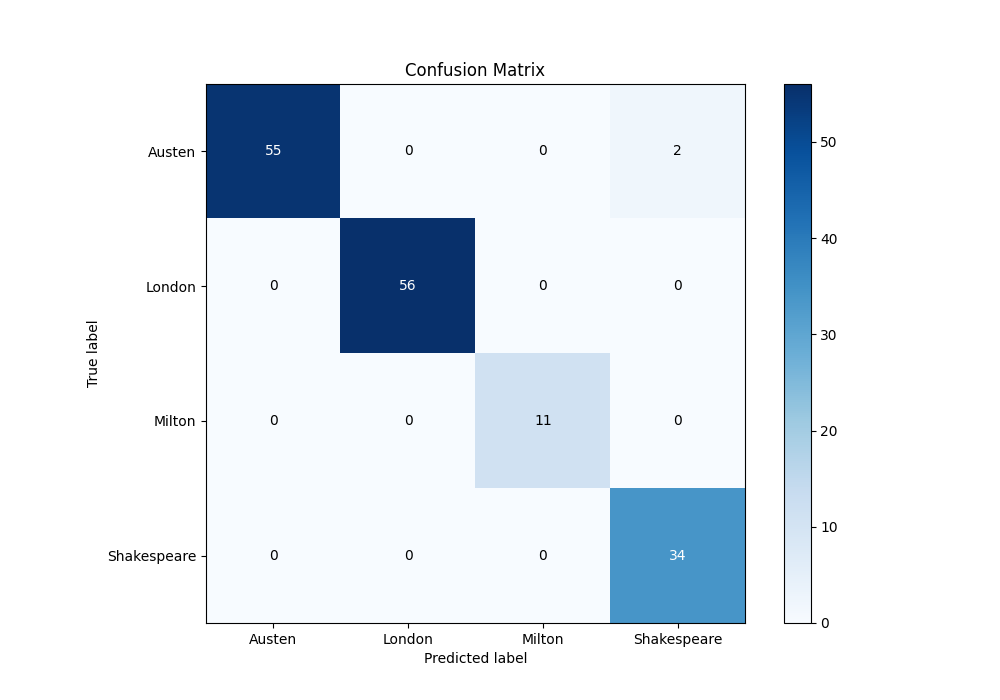 Confusion Matrix
True label
Austen 55 0 0 2
London 0 56 0 0
Milton 0 0 11 0
Shakespeare 0 0 0 34
Austen London Milton Shakespeare
Predicted label
50
40
30
20
10
0